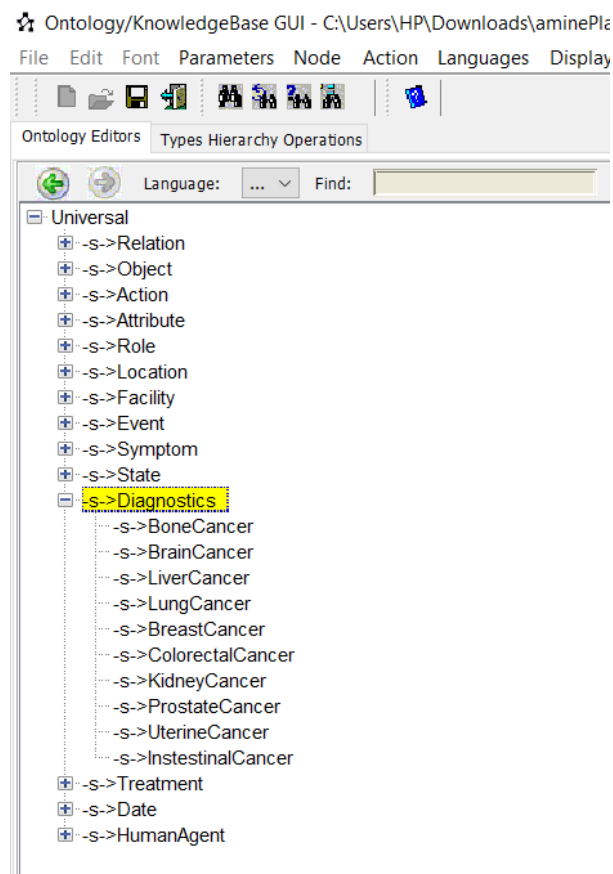 Ontology/KnowledgeBase GUI - C:\Users\HP\Downloads\aminePla
File Edit Font Parameters Node Action Languages Display
Ontology Editors Types Hierarchy Operations
Language: ... Find:
Universal
-s->Relation
-s->Object
-s->Action
-s->Attribute
-s->Role
-s->Location
-s->Facility
-s->Event
-s->Symptom
-s->State
-s->Diagnostics
-s->BoneCancer
-s->BrainCancer
-s->LiverCancer
-s->LungCancer
-s->BreastCancer
-s->ColorectalCancer
-s->KidneyCancer
-s->ProstateCancer
-s->UterineCancer
-s->InstestinalCancer
-s->Treatment
-s->Date
-s->HumanAgent